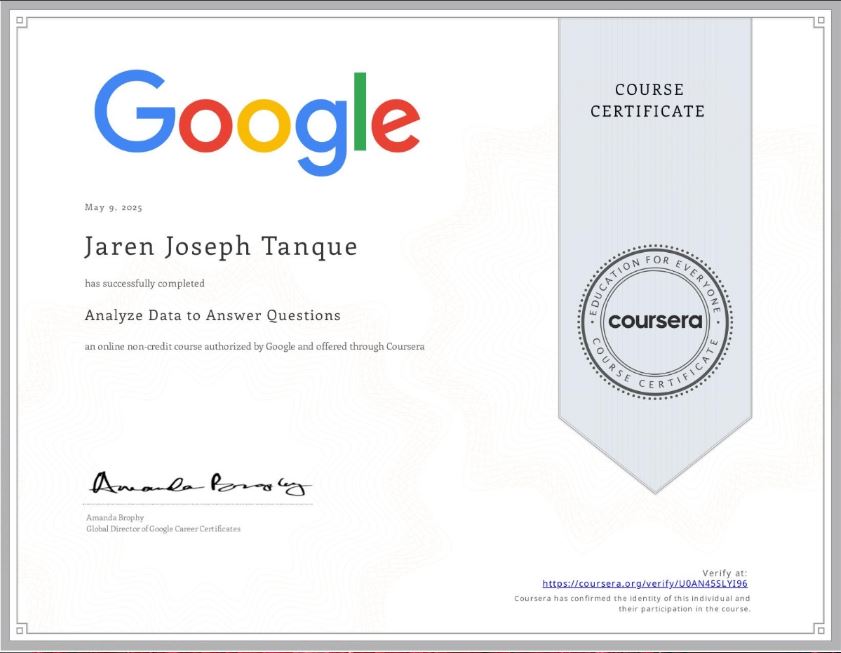 Google
COURSE
CERTIFICATE
May 9, 2025
Jaren Joseph Tanque
has successfully completed
Analyze Data to Answer Questions
an online non-credit course authorized by Google and offered through Coursera
EDUCATION FOR EVERYONE
coursera
COURSE CERTIFICATE
Amanda Brophy
Amanda Brophy
Global Director of Google Career Certificates
Verify at:
https://coursera.org/verify/U0AN45SLYI96
Coursera has confirmed the identity of this individual and
their participation in the course.